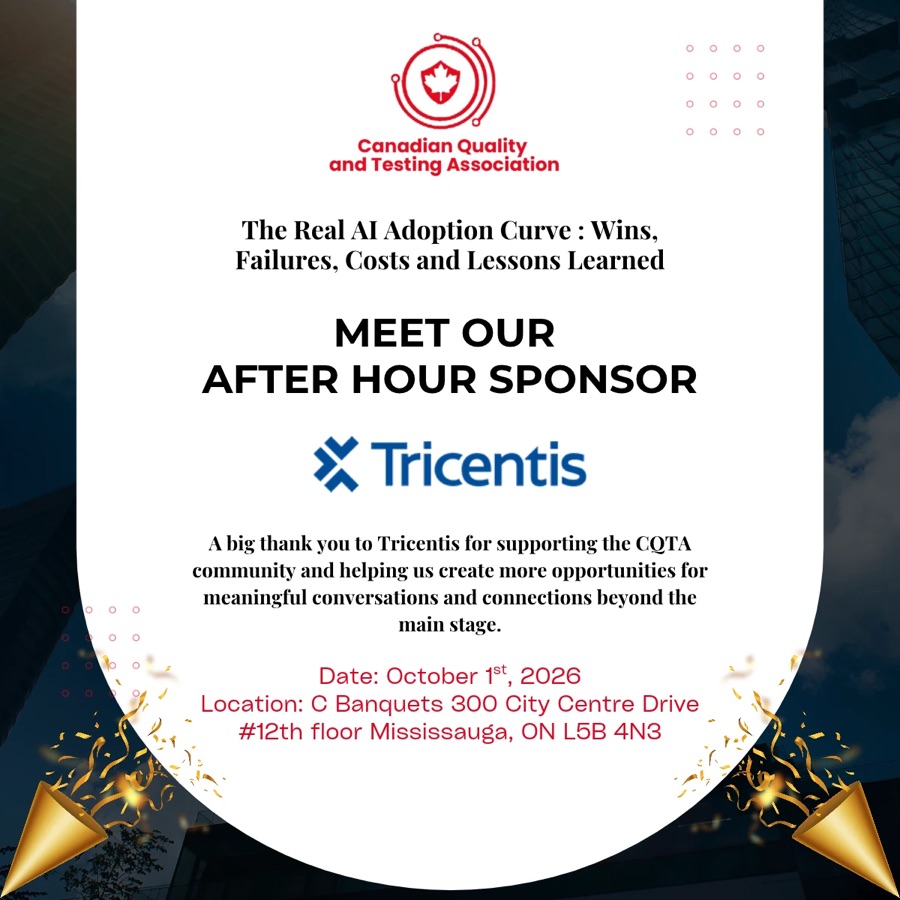 Canadian Quality
and Testing Association
The Real AI Adoption Curve : Wins,
Failures, Costs and Lessons Learned
MEET OUR
AFTER HOUR SPONSOR
Tricentis
A big thank you to Tricentis for supporting the CQTA
community and helping us create more opportunities for
meaningful conversations and connections beyond the
main stage.
Date: October 1st, 2026
Location: C Banquets 300 City Centre Drive
#12th floor Mississauga, ON L5B 4N3